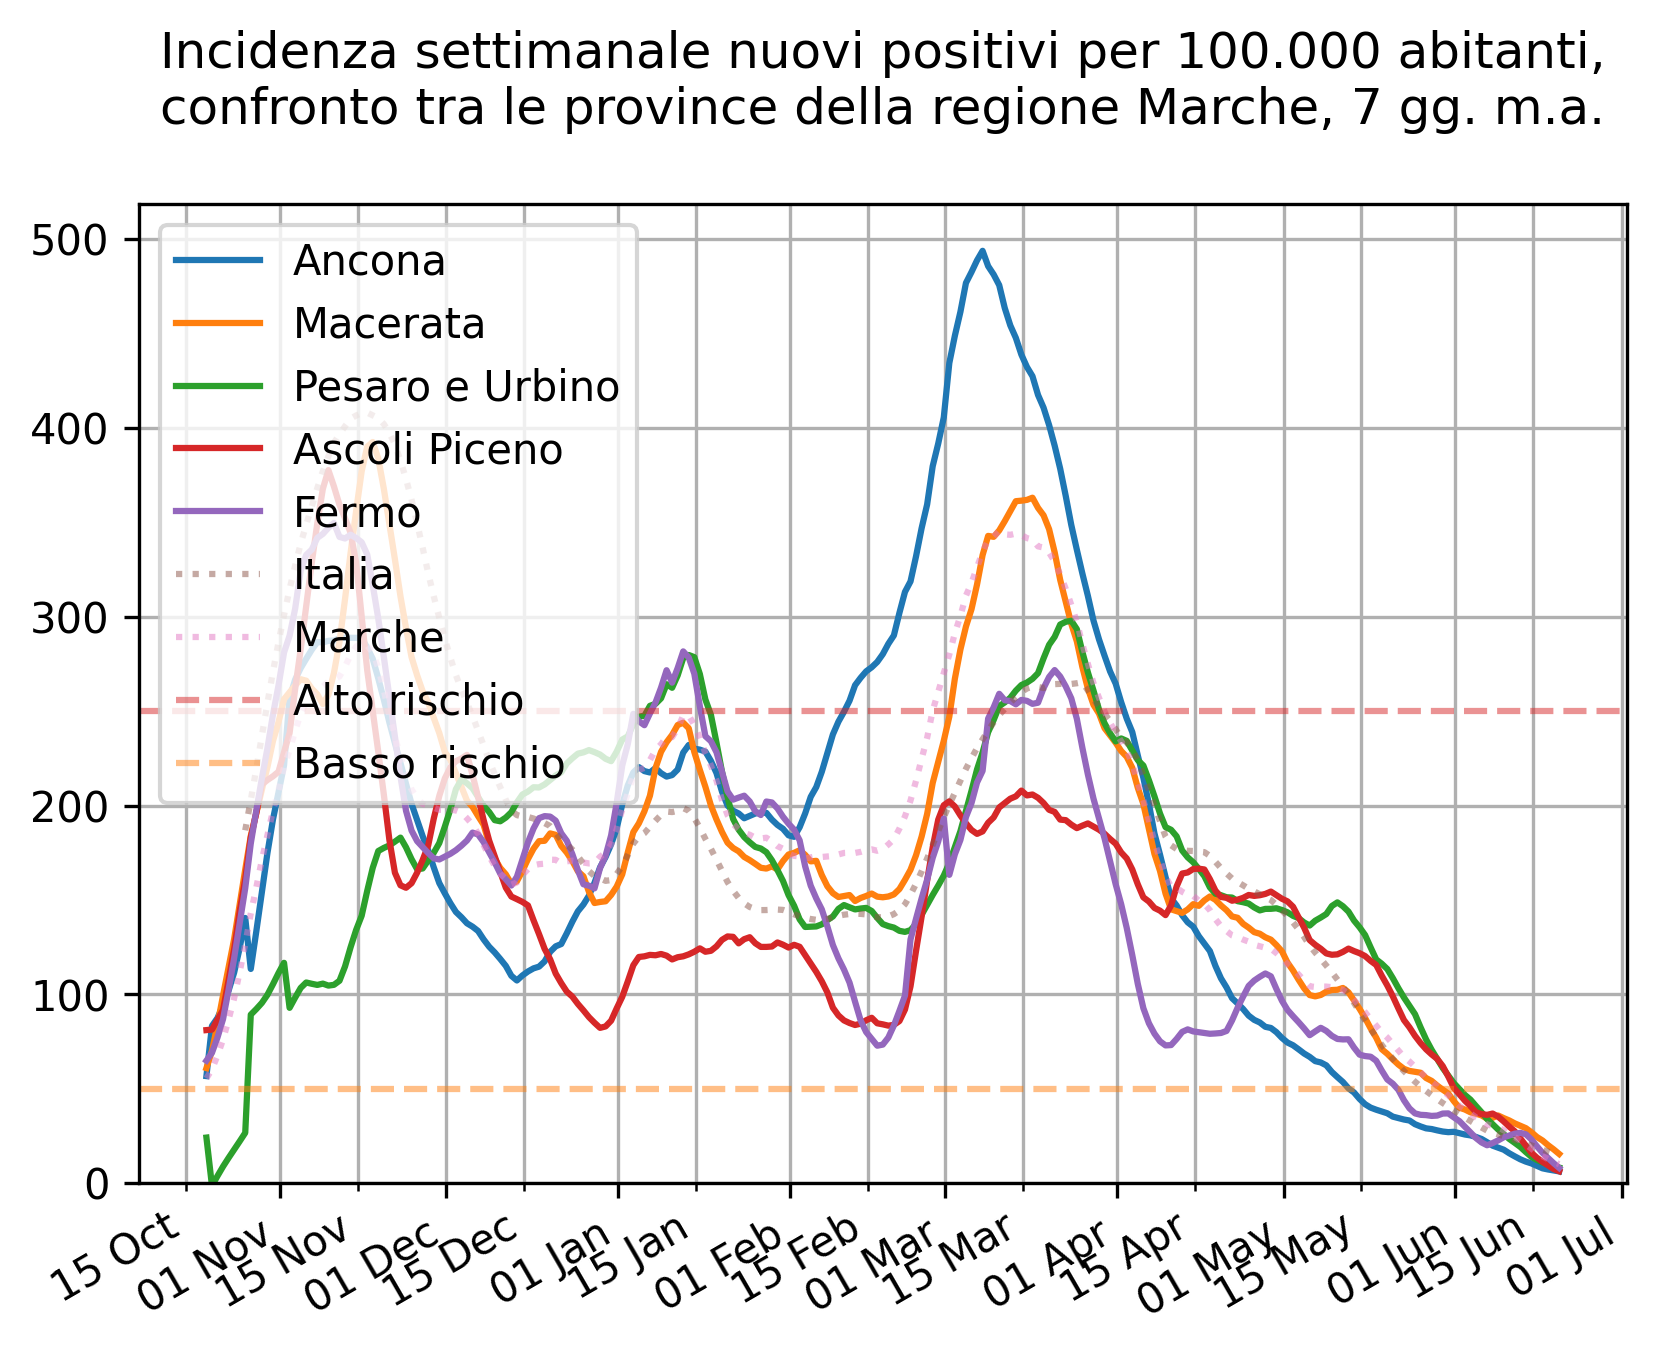 Incidenza settimanale nuovi positivi per 100.000 abitanti,
confronto tra le province della regione Marche, 7 gg. m.a.
500
400
300
200
100
0
Ancona
Macerata
Pesaro e Urbino
Ascoli Piceno
Fermo
Italia
Marche
Alto rischio
Basso rischio
15 Oct
01 Nov
15 Nov
01 Dec
15 Dec
01 Jan
15 Jan
01 Feb
15 Feb
01 Mar
15 Mar
01 Apr
15 Apr
01 May
15 May
01 Jun
15 Jun
01 Jul